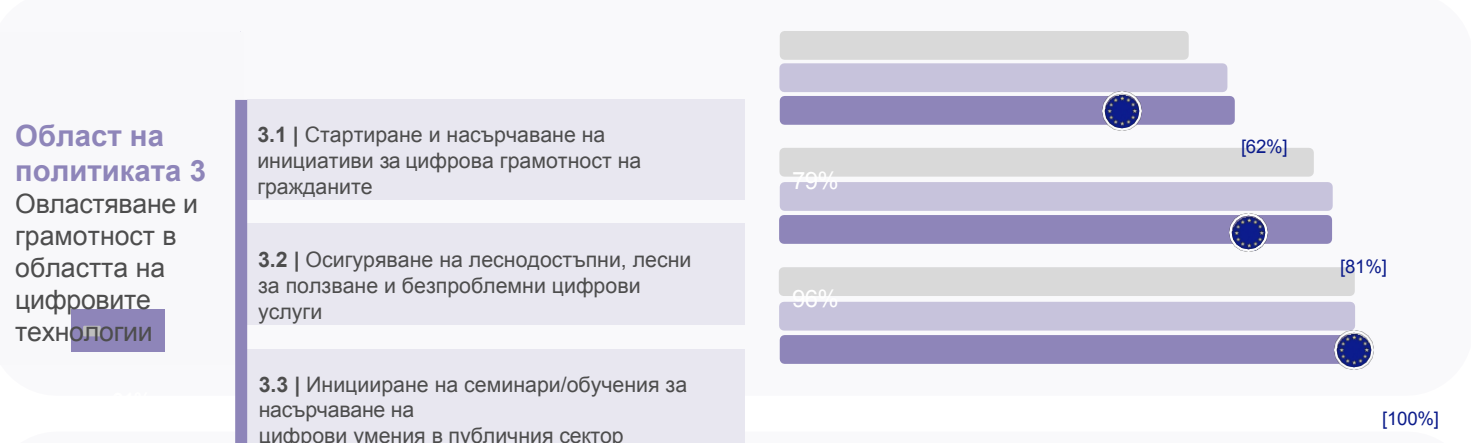 Област на
политиката 3
Овластяване и
грамотност в
областта на
цифровите
технологии
3.1 | Стартиране и насърчаване на
инициативи за цифрова грамотност на
гражданите
3.2 | Осигуряване на леснодостъпни, лесни
за ползване и безпроблемни цифрови
услуги
3.3 | Иницииране на семинари/обучения за
насърчаване на
цифрови умения в публичния сектор
[62%]
79%
[81%]
96%
[100%]